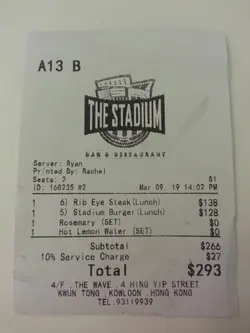 A13 B
THE STADIUM
BAR & RESTAURANT
Server: Ryan
Printed By: Rachel
Seats: 2 $1
ID: 168235 #2 Mar 09, 19 14:07 PM
1 6) Rib Eye Steak(Lunch) $138
1 5) Stadium Burger(Lunch) $128
1 Rosemary (SET) $0
1 Hot Lemon Water (SET) $0
Subtotal $266
10% Service Charge $27
Total $293
4/F .THE WAVE .4 HING YIP STREET
KWUN TONG .KOWLOON .HONG KONG
TEL.93119939